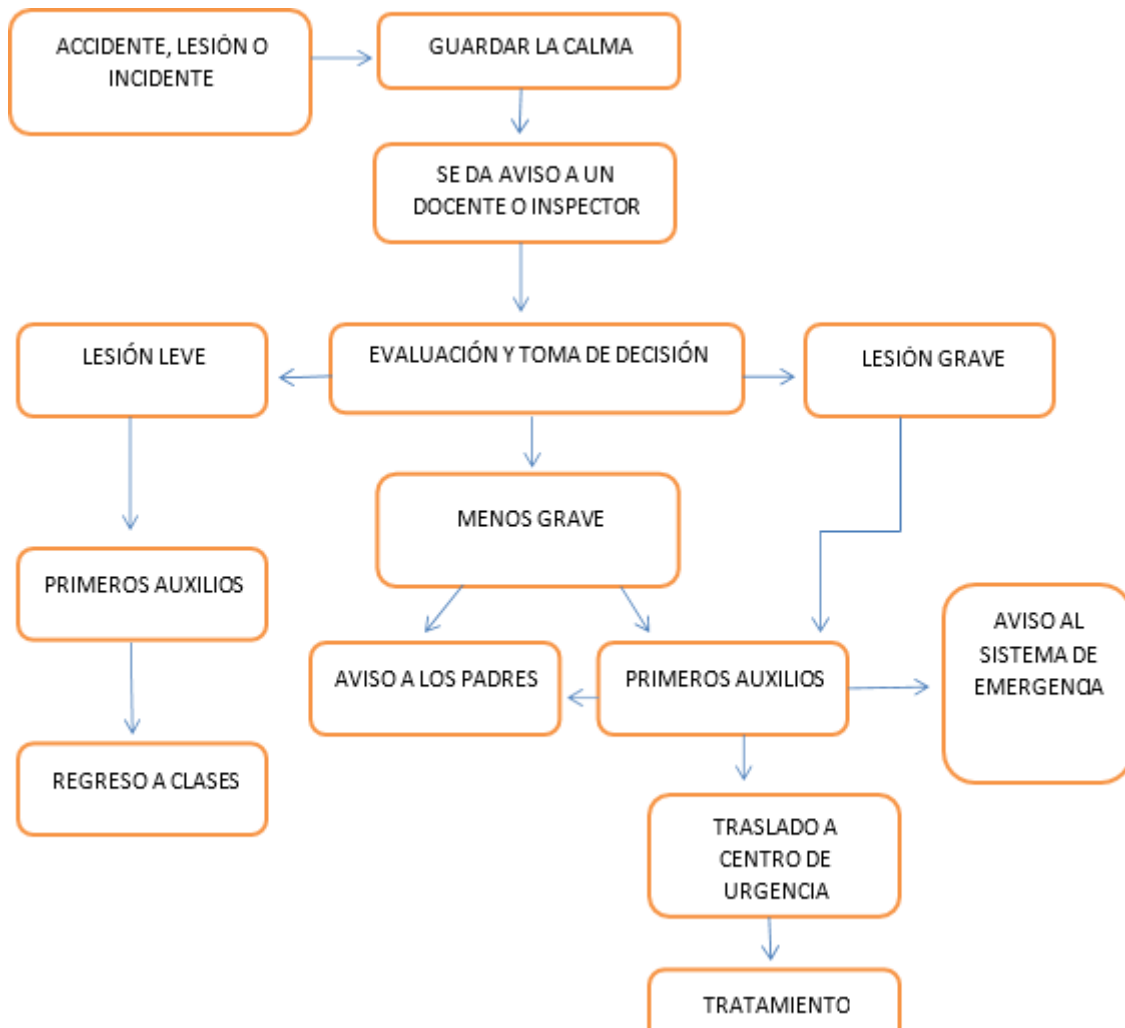 ACCIDENTE, LESIÓN O
INCIDENTE
GUARDAR LA CALMA
SE DA AVISO A UN
DOCENTE O INSPECTOR
LESIÓN LEVE
EVALUACIÓN Y TOMA DE DECISIÓN
LESIÓN GRAVE
MENOS GRAVE
PRIMEROS AUXILIOS
AVISO A LOS PADRES
PRIMEROS AUXILIOS
AVISO AL
SISTEMA DE
EMERGENCIA
REGRESO A CLASES
TRASLADO A
CENTRO DE
URGENCIA
TRATAMIENTO